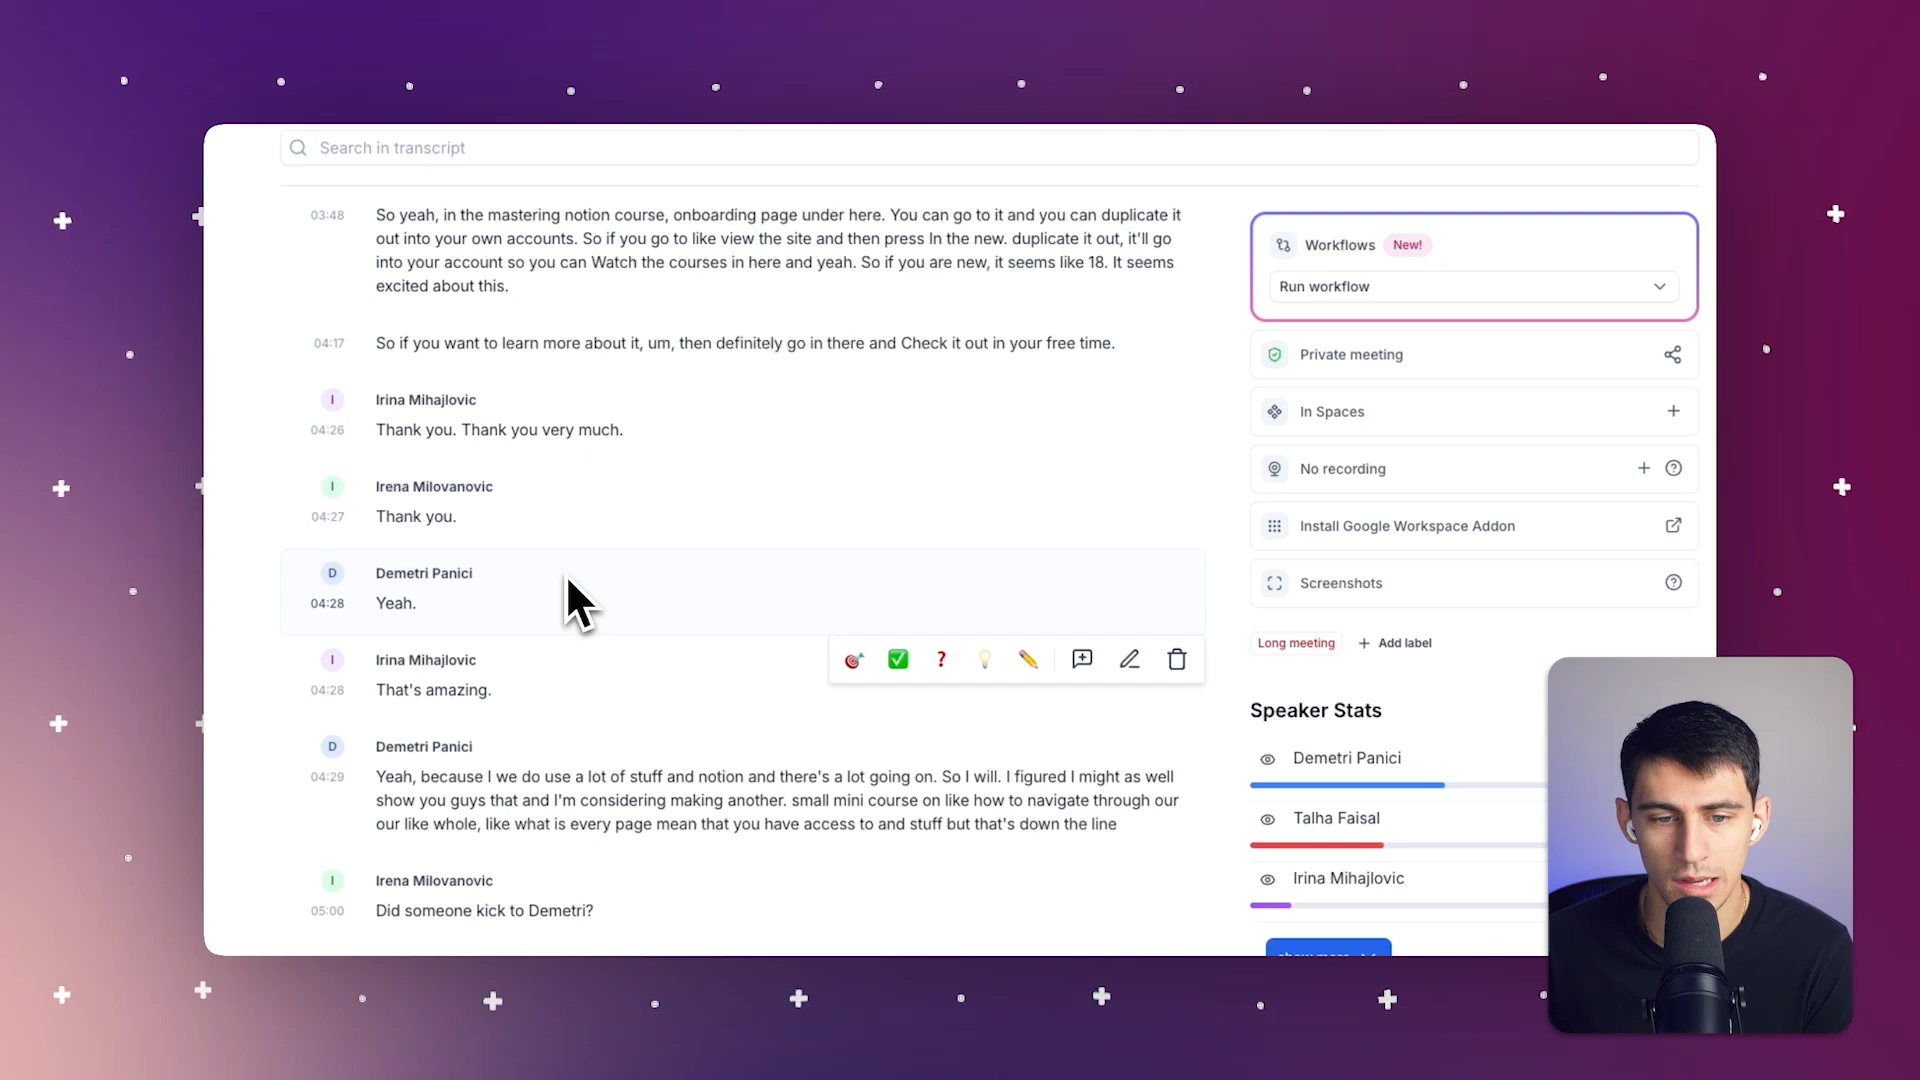 Search in transcript
03:48
So yeah, in the mastering notion course, onboarding page under here. You can go to it and you can duplicate it
out into your own accounts. So if you go to like view the site and then press In the new. duplicate it out, it'll go
into your account so you can Watch the courses in here and yeah. So if you are new, it seems like 18. It seems
excited about this.
04:17
So if you want to learn more about it, um, then definitely go in there and Check it out in your free time.
I
Irina Mihajlovic
04:26
Thank you. Thank you very much.
I
Irena Milovanovic
04:27
Thank you.
D
Demetri Panici
04:28
Yeah.
I
Irina Mihajlovic
04:28
That's amazing.
D
Demetri Panici
04:29
Yeah, because I we do use a lot of stuff and notion and there's a lot going on. So I will. I figured I might as well
show you guys that and I'm considering making another. small mini course on like how to navigate through our
our like whole, like what is every page mean that you have access to and stuff but that's down the line
I
Irena Milovanovic
05:00
Did someone kick to Demetri?
Workflows New!
Run workflow
Private meeting
In Spaces
No recording
Install Google Workspace Addon
Screenshots
Long meeting
Add label
Speaker Stats
Demetri Panici
Talha Faisal
Irina Mihajlovic